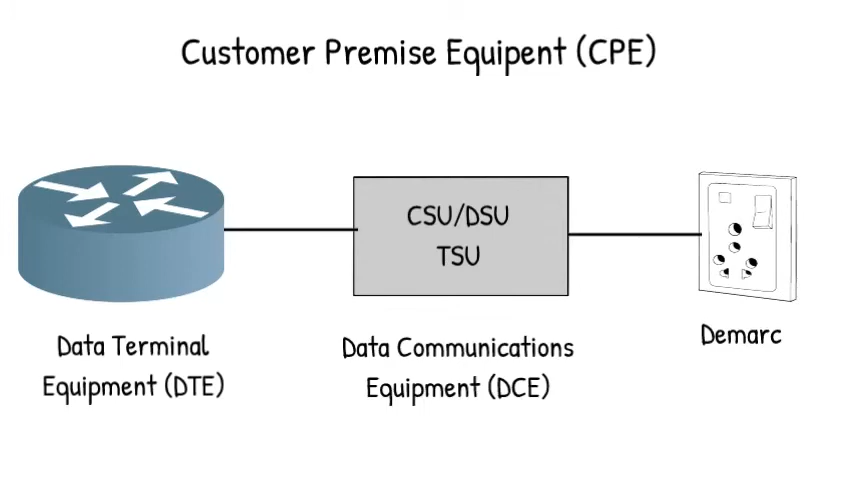 Customer Premise Equipent (CPE)
CSU/DSU
TSU
Data Terminal
Equipment (DTE)
Data Communications
Equipment (DCE)
Demarc